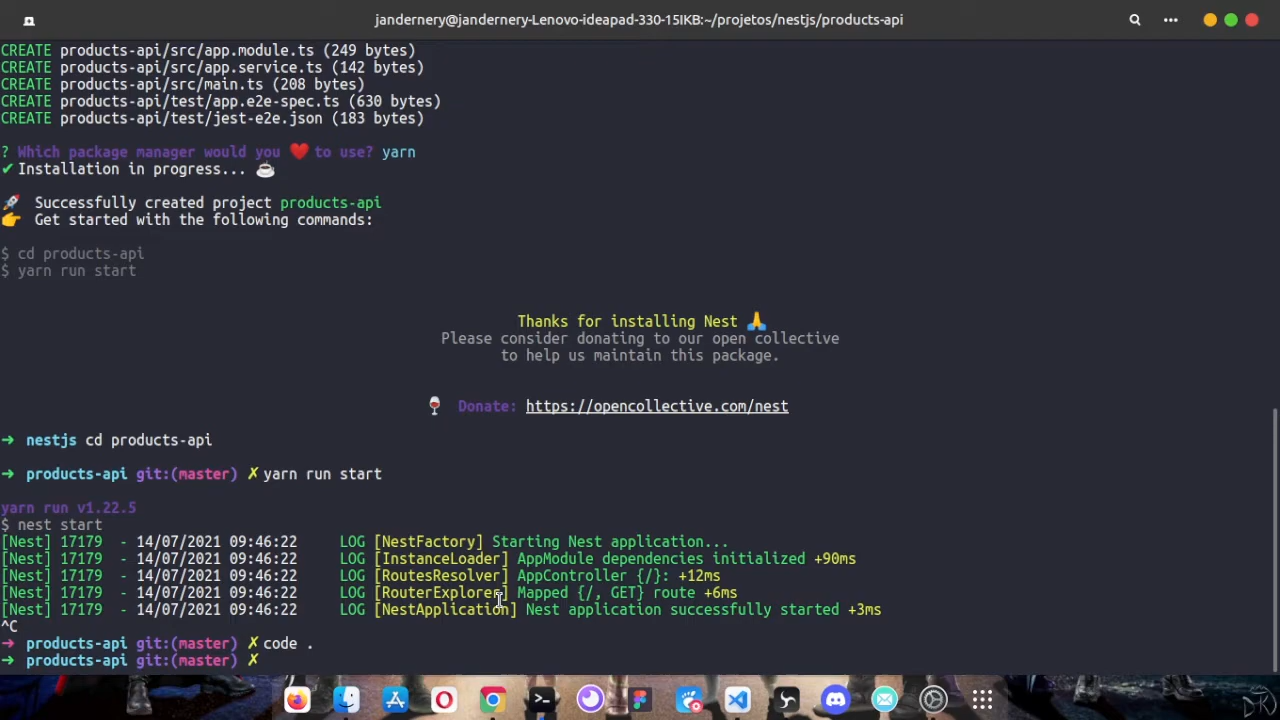 jandernery@jandernery-Lenovo-ideapad-330-15IKB:~/projetos/nestjs/products-api
CREATE products-api/src/app.module.ts (249 bytes)
CREATE products-api/src/app.service.ts (142 bytes)
CREATE products-api/src/main.ts (208 bytes)
CREATE products-api/test/app.e2e-spec.ts (630 bytes)
CREATE products-api/test/jest-e2e.json (183 bytes)
? Which package manager would you ❤️ to use? yarn
✔ Installation in progress... ☕
🚀 Successfully created project products-api
👉 Get started with the following commands:
$ cd products-api
$ yarn run start
Thanks for installing Nest 🙏
Please consider donating to our open collective
to help us maintain this package.
🍷 Donate: https://opencollective.com/nest
→ nestjs cd products-api
→ products-api git:(master) ✗ yarn run start
yarn run v1.22.5
$ nest start
[Nest] 17179 - 14/07/2021 09:46:22 LOG [NestFactory] Starting Nest application...
[Nest] 17179 - 14/07/2021 09:46:22 LOG [InstanceLoader] AppModule dependencies initialized +90ms
[Nest] 17179 - 14/07/2021 09:46:22 LOG [RoutesResolver] AppController {/}: +12ms
[Nest] 17179 - 14/07/2021 09:46:22 LOG [RouterExplorer] Mapped {/, GET} route +6ms
[Nest] 17179 - 14/07/2021 09:46:22 LOG [NestApplication] Nest application successfully started +3ms
^C
→ products-api git:(master) ✗ code .
→ products-api git:(master) ✗